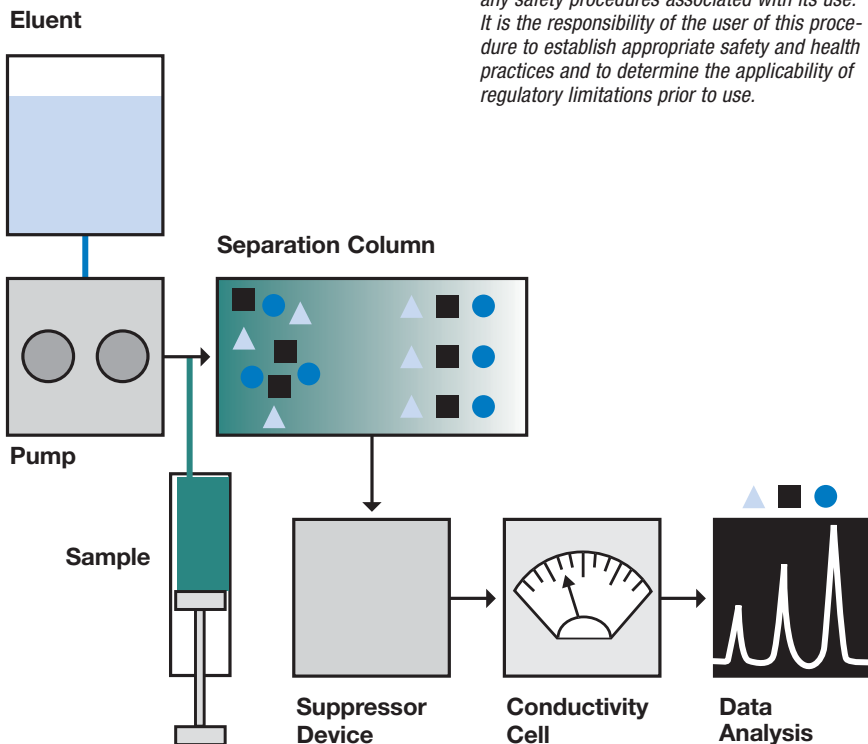 any safety procedures associated with its use.
It is the responsibility of the user of this proce-
dure to establish appropriate safety and health
practices and to determine the applicability of
regulatory limitations prior to use.
Eluent
Separation Column
Pump
Sample
Suppressor
Device
Conductivity
Cell
Data
Analysis